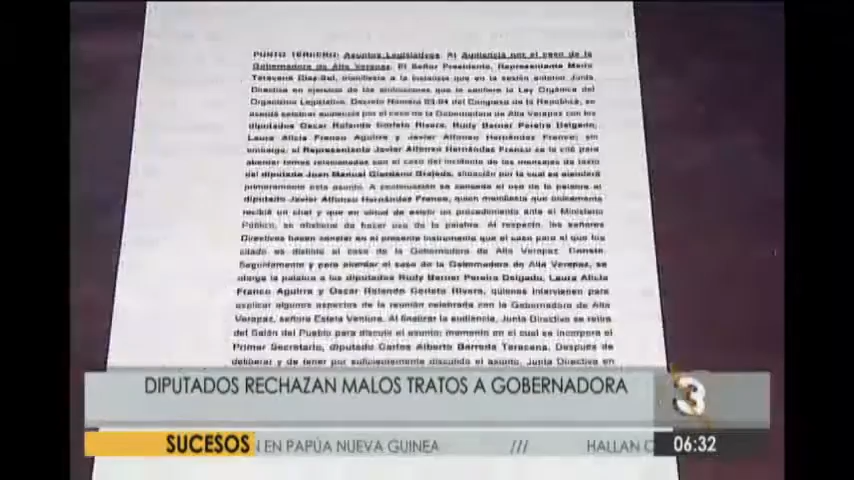 PUNTO TERCERO: Asuntos Legislativos. A) Audiencia por el caso de la
Gobernadora de Alta Verapaz. El Señor Presidente, Representante Mario
Taracena Díaz-Sol, manifiesta a la instancia que en la sesión anterior Junta
Directiva en ejercicio de las atribuciones que le confiere la Ley Orgánica del
Organismo Legislativo, Decreto Número 63-94 del Congreso de la República, se
acordó celebrar audiencia por el caso de la Gobernadora de Alta Verapaz con los
diputados Oscar Rolando Corleto Rivera, Rudy Berner Pereira Delgado,
Laura Alicia Franco Aguirre y Javier Alfonso Hernández Franco; sin
embargo, al Representante Javier Alfonso Hernández Franco se le citó para
abordar temas relacionados con el caso del incidente de los mensajes de texto
del diputado Juan Manuel Giordano Grajeda, situación por la cual se atenderá
primeramente este asunto. A continuación se concede el uso de la palabra al
diputado Javier Alfonso Hernández Franco, quien manifiesta que únicamente
recibió un chat y que en virtud de existir un procedimiento ante el Ministerio
Público, se abstiene de hacer uso de la palabra. Al respecto, los señores
Directivos hacen constar en el presente instrumento que el caso para el que fue
citado es distinto al caso de la Gobernadora de Alta Verapaz. Consta.
Seguidamente y para abordar el caso de la Gobernadora de Alta Verapaz, se
otorga la palabra a los diputados Rudy Berner Pereira Delgado, Laura Alicia
Franco Aguirre y Oscar Rolando Corleto Rivera, quienes intervienen para
explicar algunos aspectos de la reunión celebrada con la Gobernadora de Alta
Verapaz, señora Estela Ventura. Al finalizar la audiencia, Junta Directiva se retira
del Salón del Pueblo para discutir el asunto; momento en el cual se incorpora el
Primer Secretario, diputado Carlos Alberto Barreda Taracena. Después de
deliberar y de tener por suficientemente discutido el asunto, Junta Directiva en
DIPUTADOS RECHAZAN MALOS TRATOS A GOBERNADORA
3
SUCESOS N EN PAPÚA NUEVA GUINEA /// HALLAN 06:32